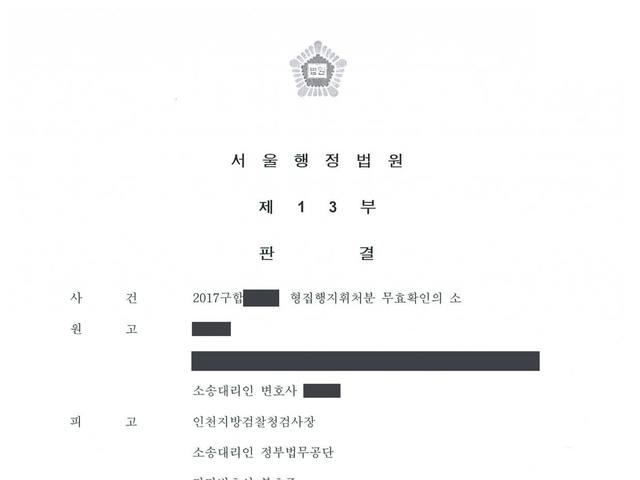 법원
서울행정법원
제13부
판결
사건 2017구합 형집행지휘처분 무효확인의 소
원고
소송대리인 변호사
피고 인천지방검찰청검사장
소송대리인 정부법무공단